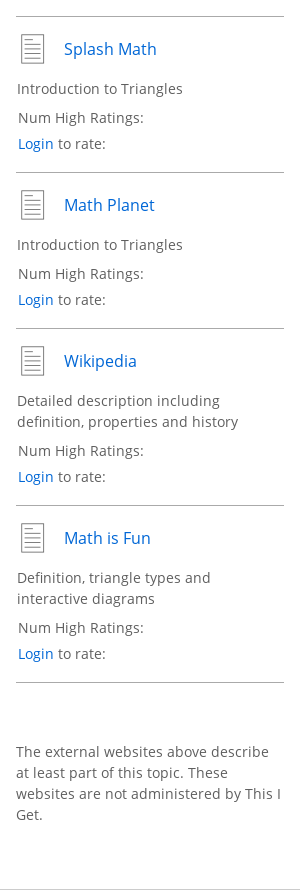 Splash Math
Introduction to Triangles
Num High Ratings:
Login to rate:
Math Planet
Introduction to Triangles
Num High Ratings:
Login to rate:
Wikipedia
Detailed description including
definition, properties and history
Num High Ratings:
Login to rate:
Math is Fun
Definition, triangle types and
interactive diagrams
Num High Ratings:
Login to rate:
The external websites above describe
at least part of this topic. These
websites are not administered by This I
Get.